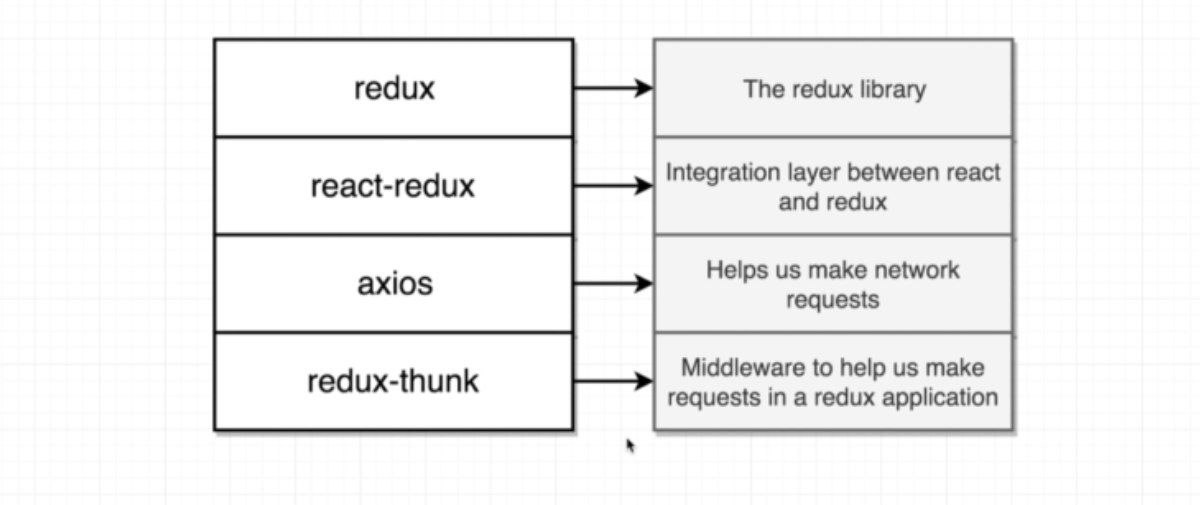 redux
The redux library
react-redux
Integration layer between react
and redux
axios
Helps us make network
requests
redux-thunk
Middleware to help us make
requests in a redux application